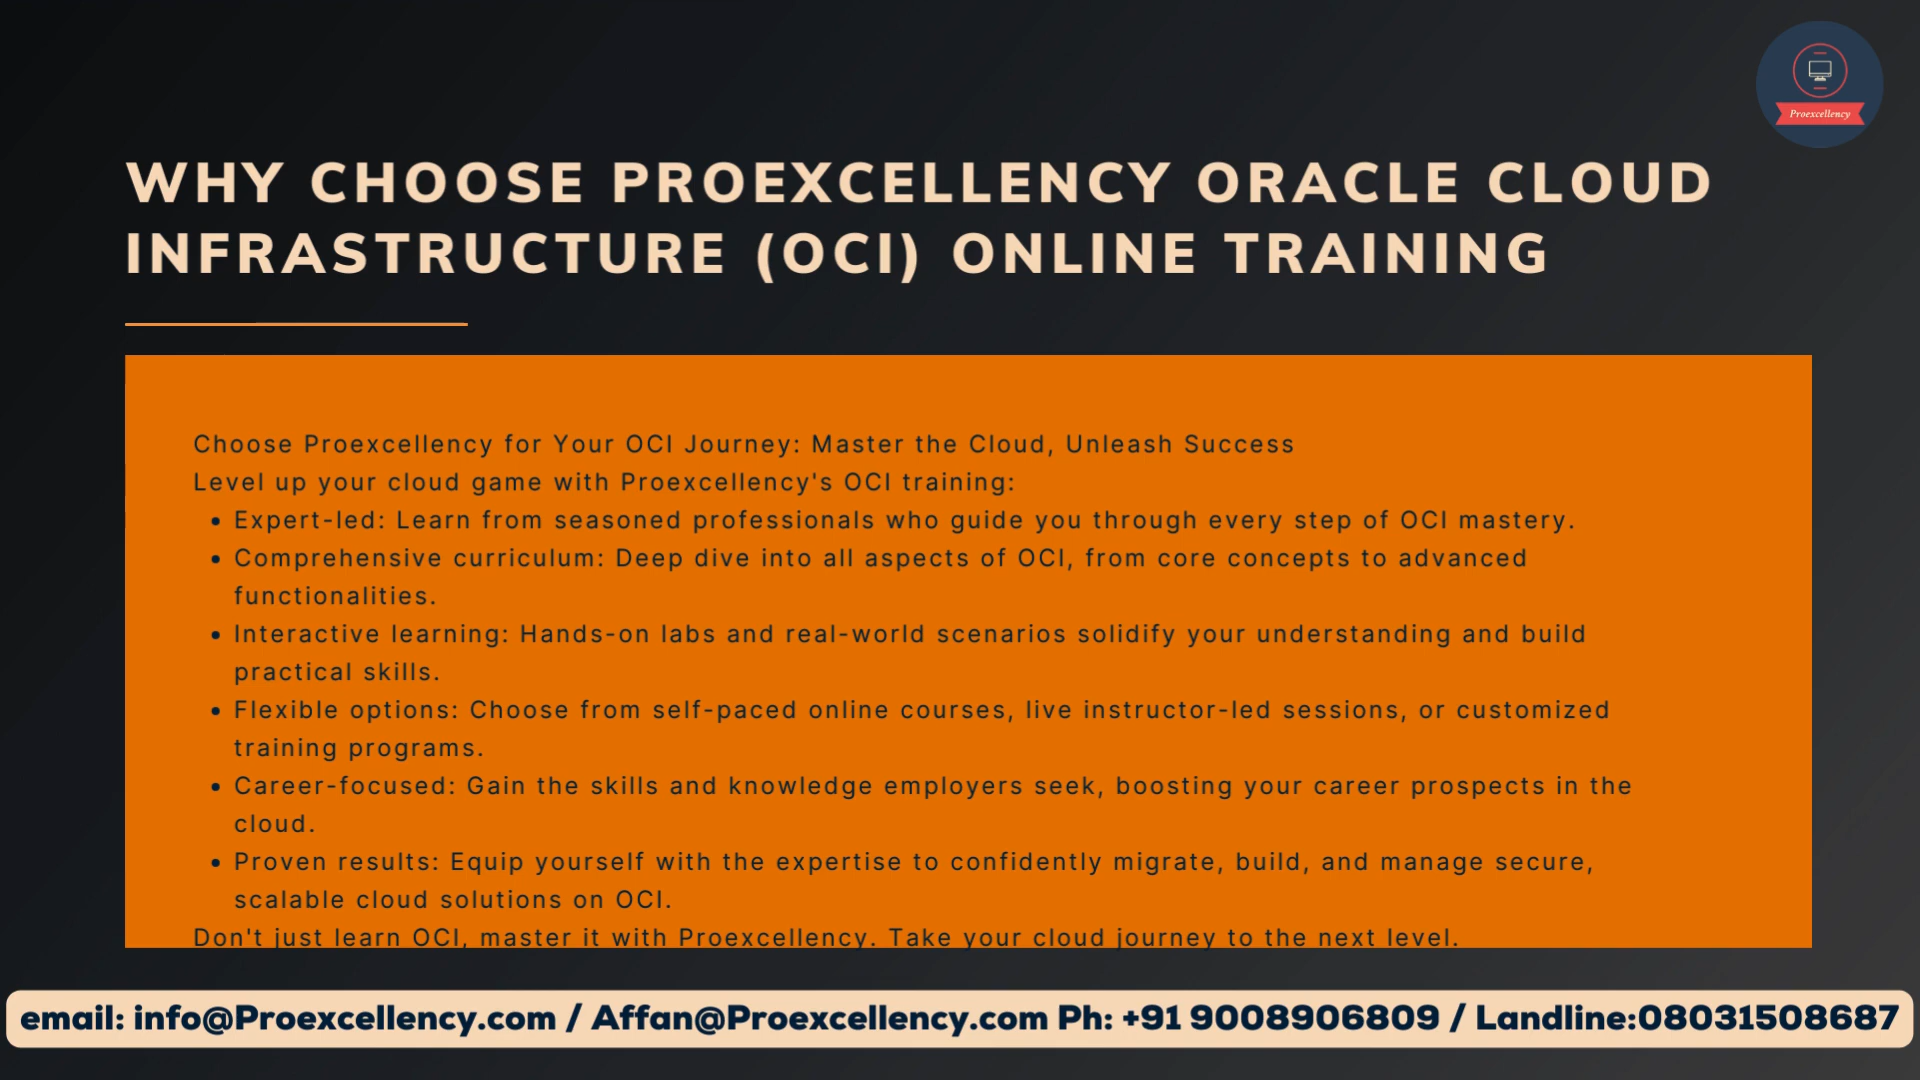 Proexcellency
WHY CHOOSE PROEXCELLENCY ORACLE CLOUD
INFRASTRUCTURE (OCI) ONLINE TRAINING
Choose Proexcellency for Your OCI Journey: Master the Cloud, Unleash Success
Level up your cloud game with Proexcellency's OCI training:
• Expert-led: Learn from seasoned professionals who guide you through every step of OCI mastery.
• Comprehensive curriculum: Deep dive into all aspects of OCI, from core concepts to advanced
functionalities.
• Interactive learning: Hands-on labs and real-world scenarios solidify your understanding and build
practical skills.
• Flexible options: Choose from self-paced online courses, live instructor-led sessions, or customized
training programs.
• Career-focused: Gain the skills and knowledge employers seek, boosting your career prospects in the
cloud.
• Proven results: Equip yourself with the expertise to confidently migrate, build, and manage secure,
scalable cloud solutions on OCI.
Don't just learn OCI, master it with Proexcellency. Take your cloud journey to the next level.
email: info@Proexcellency.com / Affan@Proexcellency.com Ph: +91 9008906809 / Landline:08031508687